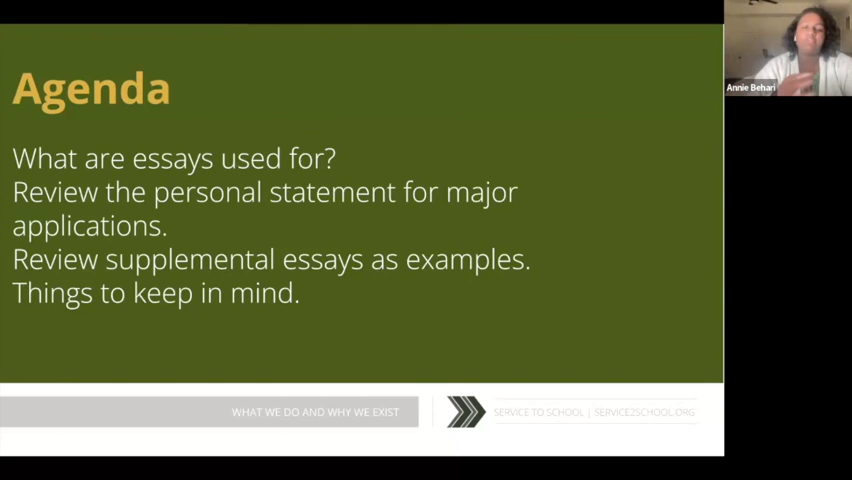 Agenda
What are essays used for?
Review the personal statement for major
applications.
Review supplemental essays as examples.
Things to keep in mind.
WHAT WE DO AND WHY WE EXIST
SERVICE TO SCHOOL | SERVICE2SCHOOL.ORG
Annie Behari